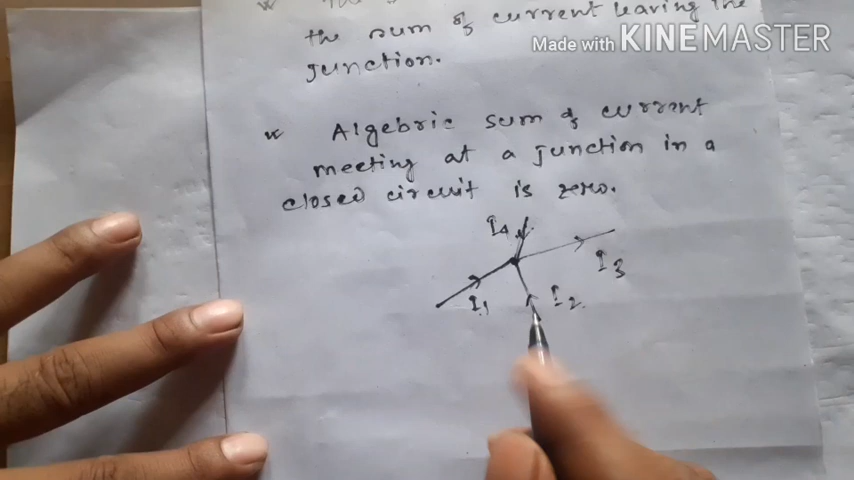 the sum of current leaving the
junction.
Made with KINEMASTER
Algebric sum of current
meeting at a junction in a
closed circuit is zero.
I4
I3
I1
I2